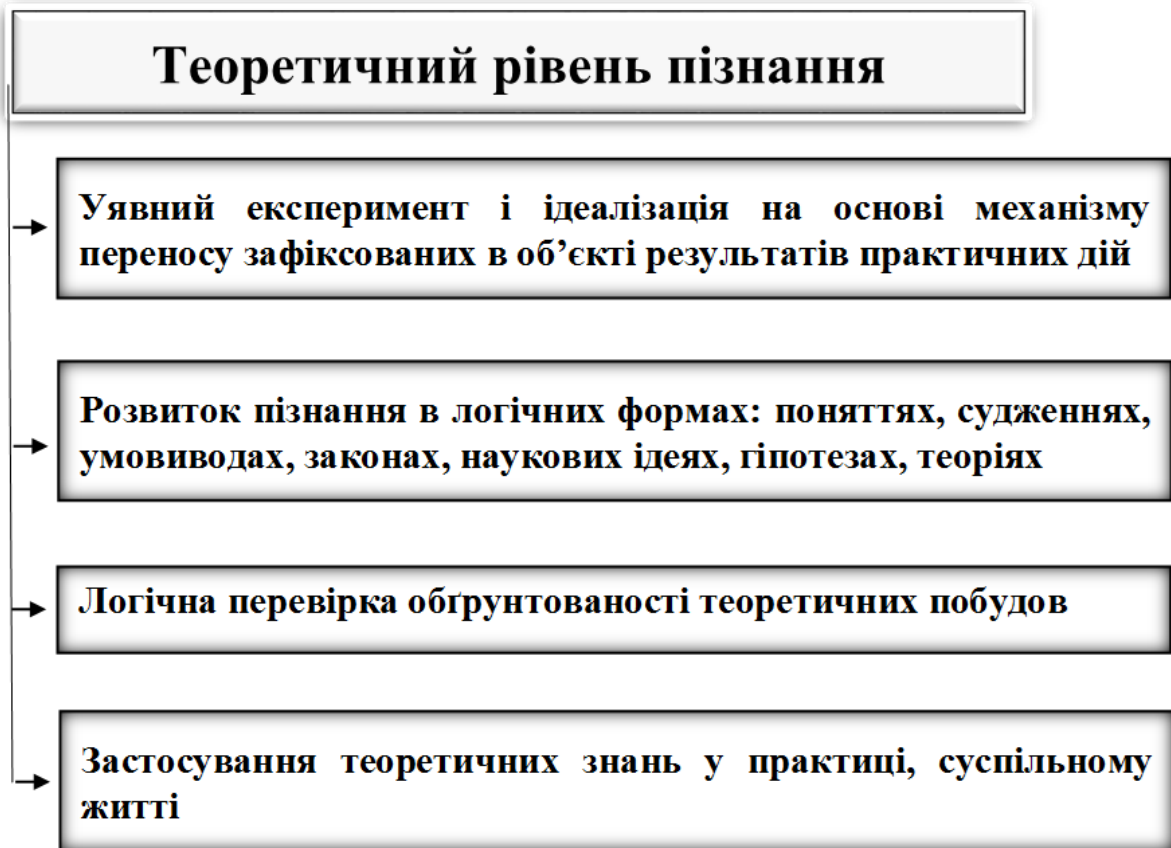 Теоретичний рівень пізнання
Уявний експеримент і ідеалізація на основі механізму
переносу зафіксованих в об’єкті результатів практичних дій
Розвиток пізнання в логічних формах: поняттях, судженнях,
умовиводах, законах, наукових ідеях, гіпотезах, теоріях
Логічна перевірка обґрунтованості теоретичних побудов
Застосування теоретичних знань у практиці, суспільному
житті